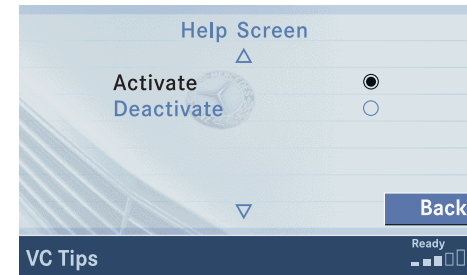 Help Screen
Activate
Deactivate
Back
VC Tips
Ready